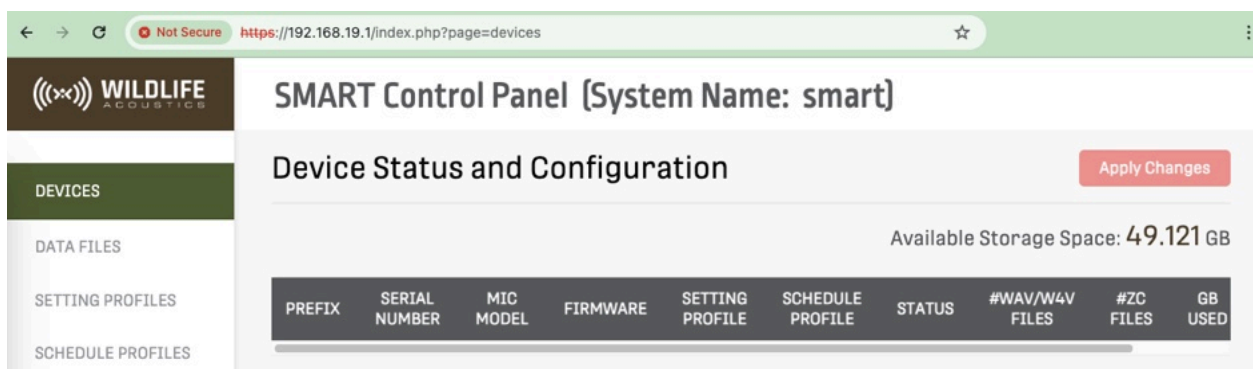 Not Secure https://192.168.19.1/index.php?page=devices
WILDLIFE
ACOUSTICS
SMART Control Panel (System Name: smart)
Device Status and Configuration
Apply Changes
DEVICES
Available Storage Space: 49.121 GB
DATA FILES
SETTING PROFILES
SCHEDULE PROFILES
PREFIX SERIAL NUMBER MIC MODEL FIRMWARE SETTING PROFILE SCHEDULE PROFILE STATUS #WAV/W4V FILES #ZC FILES GB USED